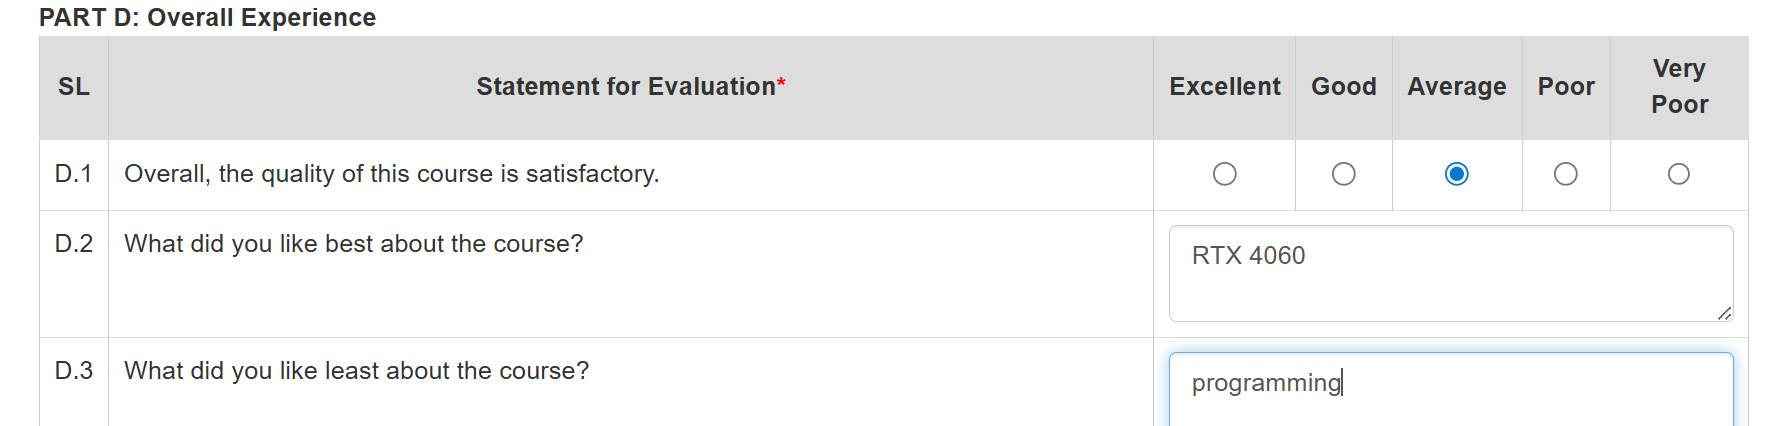 PART D: Overall Experience
SL Statement for Evaluation* Excellent Good Average Poor Very Poor
D.1 Overall, the quality of this course is satisfactory.
D.2 What did you like best about the course? RTX 4060
D.3 What did you like least about the course? programming